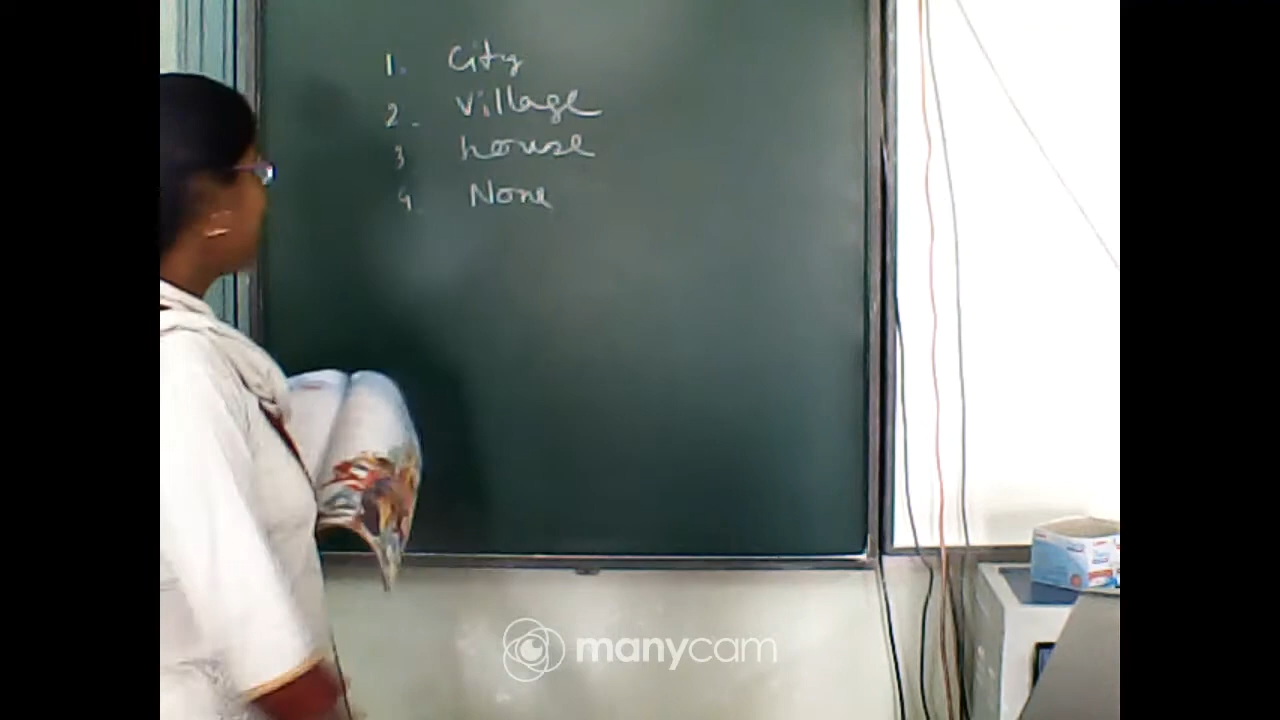 1. City
2. Village
3 house
4. None
manycam